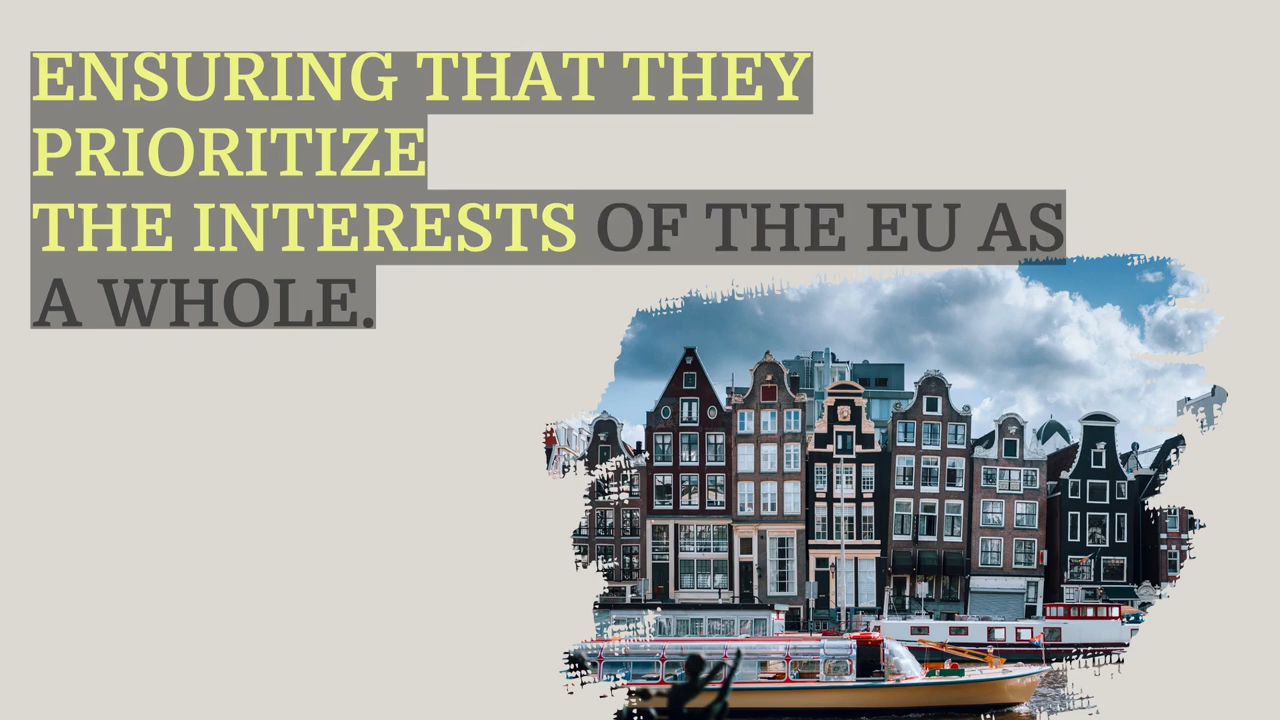 ENSURING THAT THEY
PRIORITIZE
THE INTERESTS OF THE EU AS
A WHOLE.